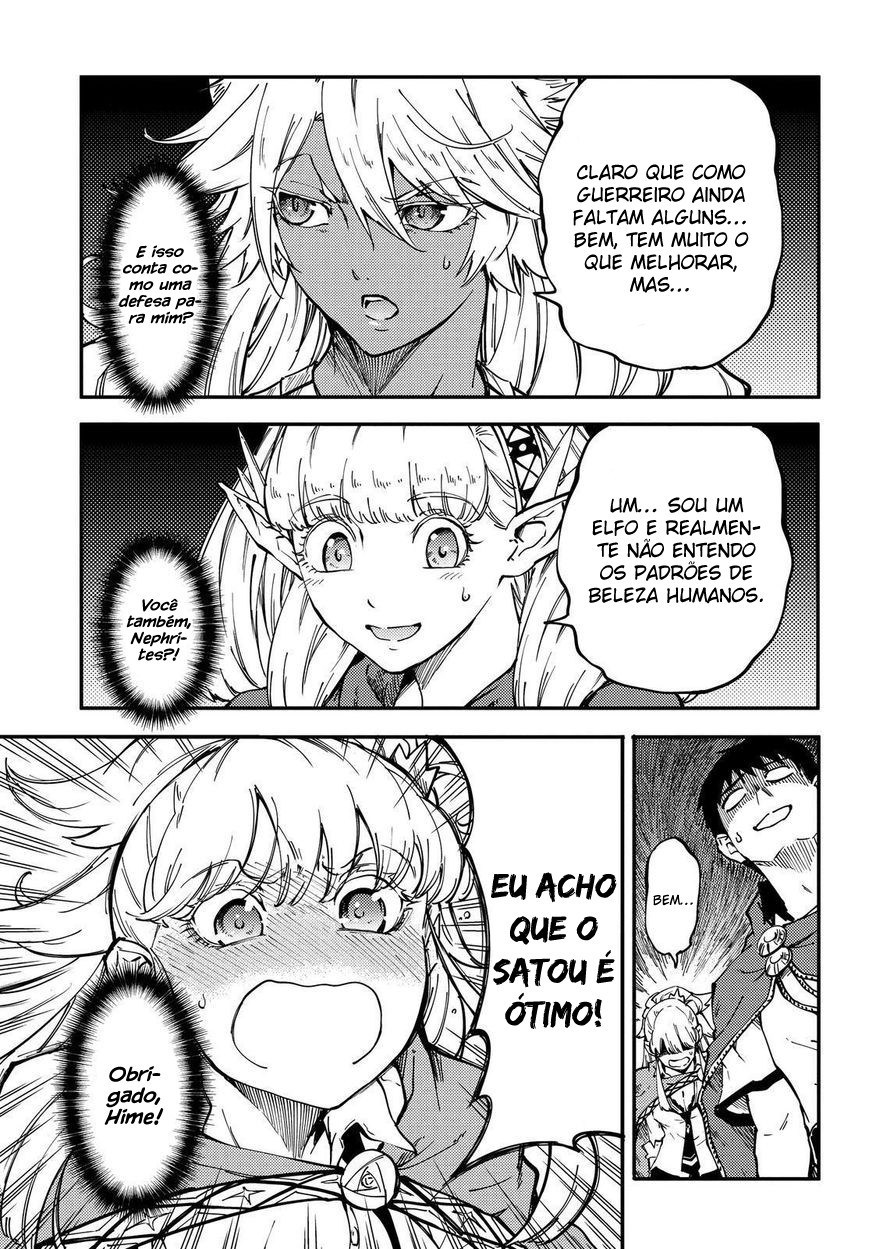 CLARO QUE COMO
GUERREIRO AINDA
FALTAM ALGUNS...
BEM, TEM MUITO O
QUE MELHORAR,
MAS...
E isso
conta co-
mo uma
defesa pa-
ra mim?
UM... SOU UM
ELFO E REALMEN-
TE NÃO ENTENDO
OS PADRÕES DE
BELEZA HUMANOS.
Você
também,
Nephri-
tes?!
BEM...
EU ACHO
QUE O
SATOU É
ÓTIMO!
Obri-
gado,
Hime!